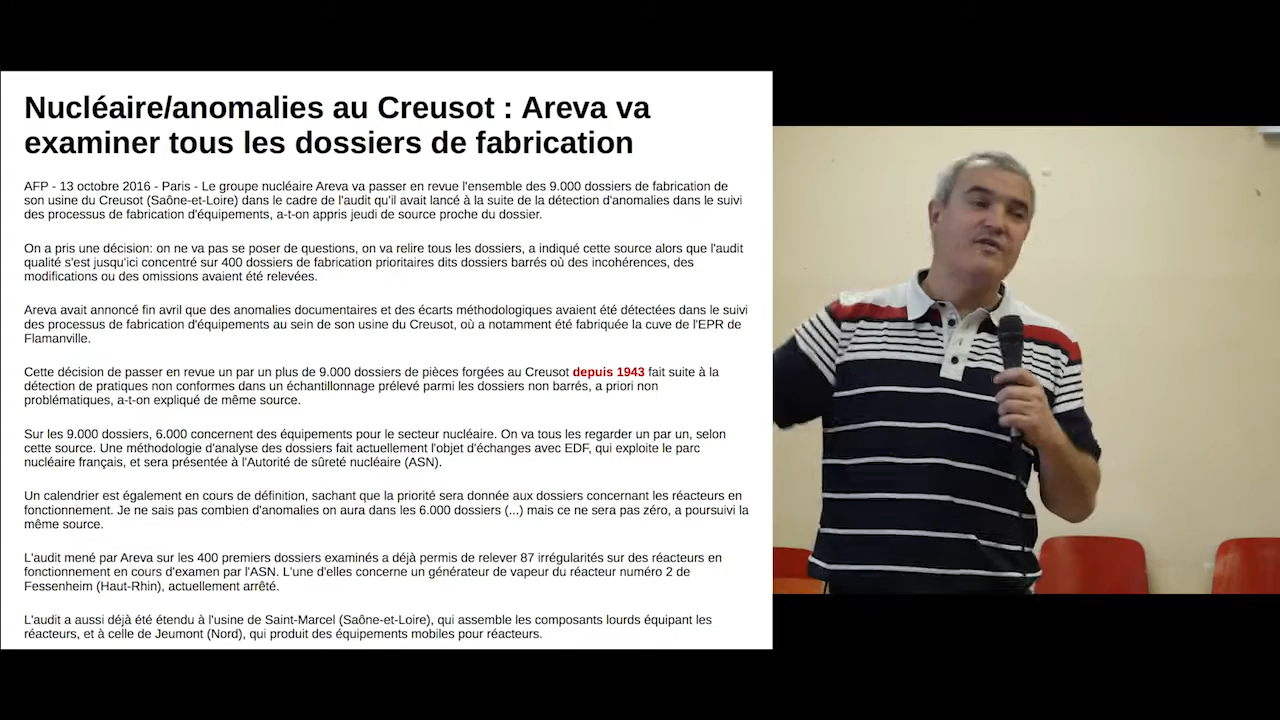 Nucléaire/anomalies au Creusot : Areva va
examiner tous les dossiers de fabrication
AFP - 13 octobre 2016 - Paris - Le groupe nucléaire Areva va passer en revue l'ensemble des 9.000 dossiers de fabrication de
son usine du Creusot (Saône-et-Loire) dans le cadre de l'audit qu'il avait lancé à la suite de la détection d'anomalies dans le suivi
des processus de fabrication d'équipements, a-t-on appris jeudi de source proche du dossier.
On a pris une décision: on ne va pas se poser de questions, on va relire tous les dossiers, a indiqué cette source alors que l'audit
qualité s'est jusqu'ici concentré sur 400 dossiers de fabrication prioritaires dits dossiers barrés où des incohérences, des
modifications ou des omissions avaient été relevées.
Areva avait annoncé fin avril que des anomalies documentaires et des écarts méthodologiques avaient été détectées dans le suivi
des processus de fabrication d'équipements au sein de son usine du Creusot, où a notamment été fabriquée la cuve de l'EPR de
Flamanville.
Cette décision de passer en revue un par un plus de 9.000 dossiers de pièces forgées au Creusot depuis 1943 fait suite à la
détection de pratiques non conformes dans un échantillonnage prélevé parmi les dossiers non barrés, a priori non
problématiques, a-t-on expliqué de même source.
Sur les 9.000 dossiers, 6.000 concernent des équipements pour le secteur nucléaire. On va tous les regarder un par un, selon
cette source. Une méthodologie d'analyse des dossiers fait actuellement l'objet d'échanges avec EDF, qui exploite le parc
nucléaire français, et sera présentée à l'Autorité de sûreté nucléaire (ASN).
Un calendrier est également en cours de définition, sachant que la priorité sera donnée aux dossiers concernant les réacteurs en
fonctionnement. Je ne sais pas combien d'anomalies on aura dans les 6.000 dossiers (...) mais ce ne sera pas zéro, a poursuivi la
même source.
L'audit mené par Areva sur les 400 premiers dossiers examinés a déjà permis de relever 87 irrégularités sur des réacteurs en
fonctionnement en cours d'examen par l'ASN. L'une d'elles concerne un générateur de vapeur du réacteur numéro 2 de
Fessenheim (Haut-Rhin), actuellement arrêté.
L'audit a aussi déjà été étendu à l'usine de Saint-Marcel (Saône-et-Loire), qui assemble les composants lourds équipant les
réacteurs, et à celle de Jeumont (Nord), qui produit des équipements mobiles pour réacteurs.